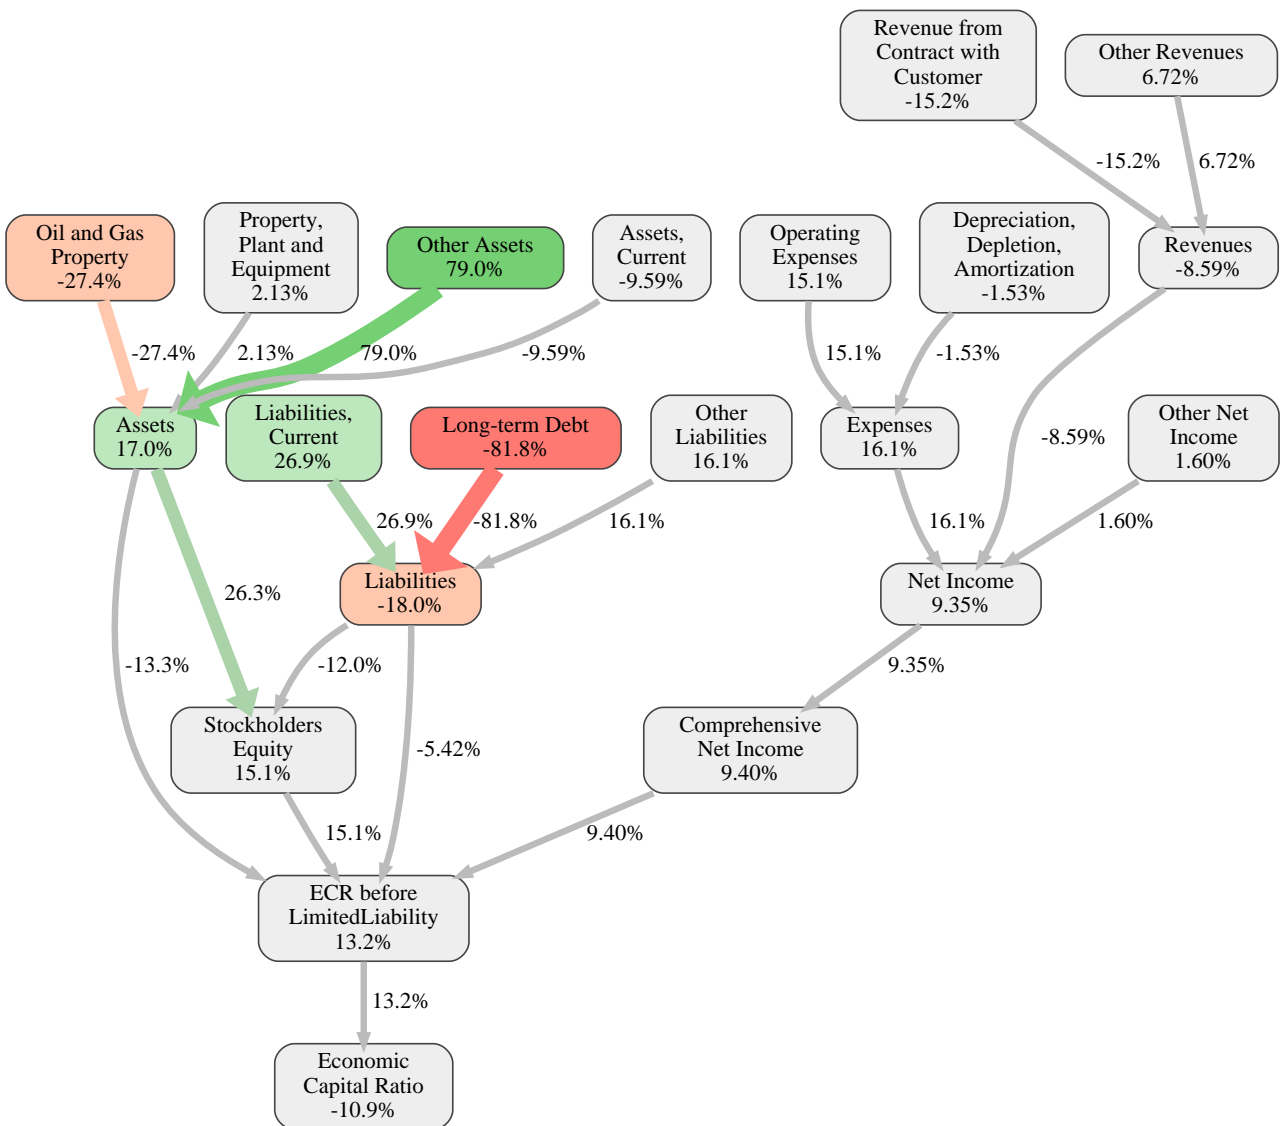 Revenue from
Contract with
Customer
-15.2%
Other Revenues
6.72%
-15.2%
6.72%
Oil and Gas
Property
-27.4%
Property,
Plant and
Equipment
2.13%
Other Assets
79.0%
Assets,
Current
-9.59%
Operating
Expenses
15.1%
Depreciation,
Depletion,
Amortization
-1.53%
Revenues
-8.59%
-27.4%
2.13%
79.0%
-9.59%
15.1%
-1.53%
-8.59%
Assets
17.0%
Liabilities,
Current
26.9%
Long-term Debt
-81.8%
Other
Liabilities
16.1%
Expenses
16.1%
Other Net
Income
1.60%
26.9%
-81.8%
16.1%
16.1%
1.60%
26.3%
Liabilities
-18.0%
Net Income
9.35%
-13.3%
-12.0%
-5.42%
9.35%
Stockholders
Equity
15.1%
Comprehensive
Net Income
9.40%
15.1%
9.40%
ECR before
LimitedLiability
13.2%
13.2%
Economic
Capital Ratio
-10.9%